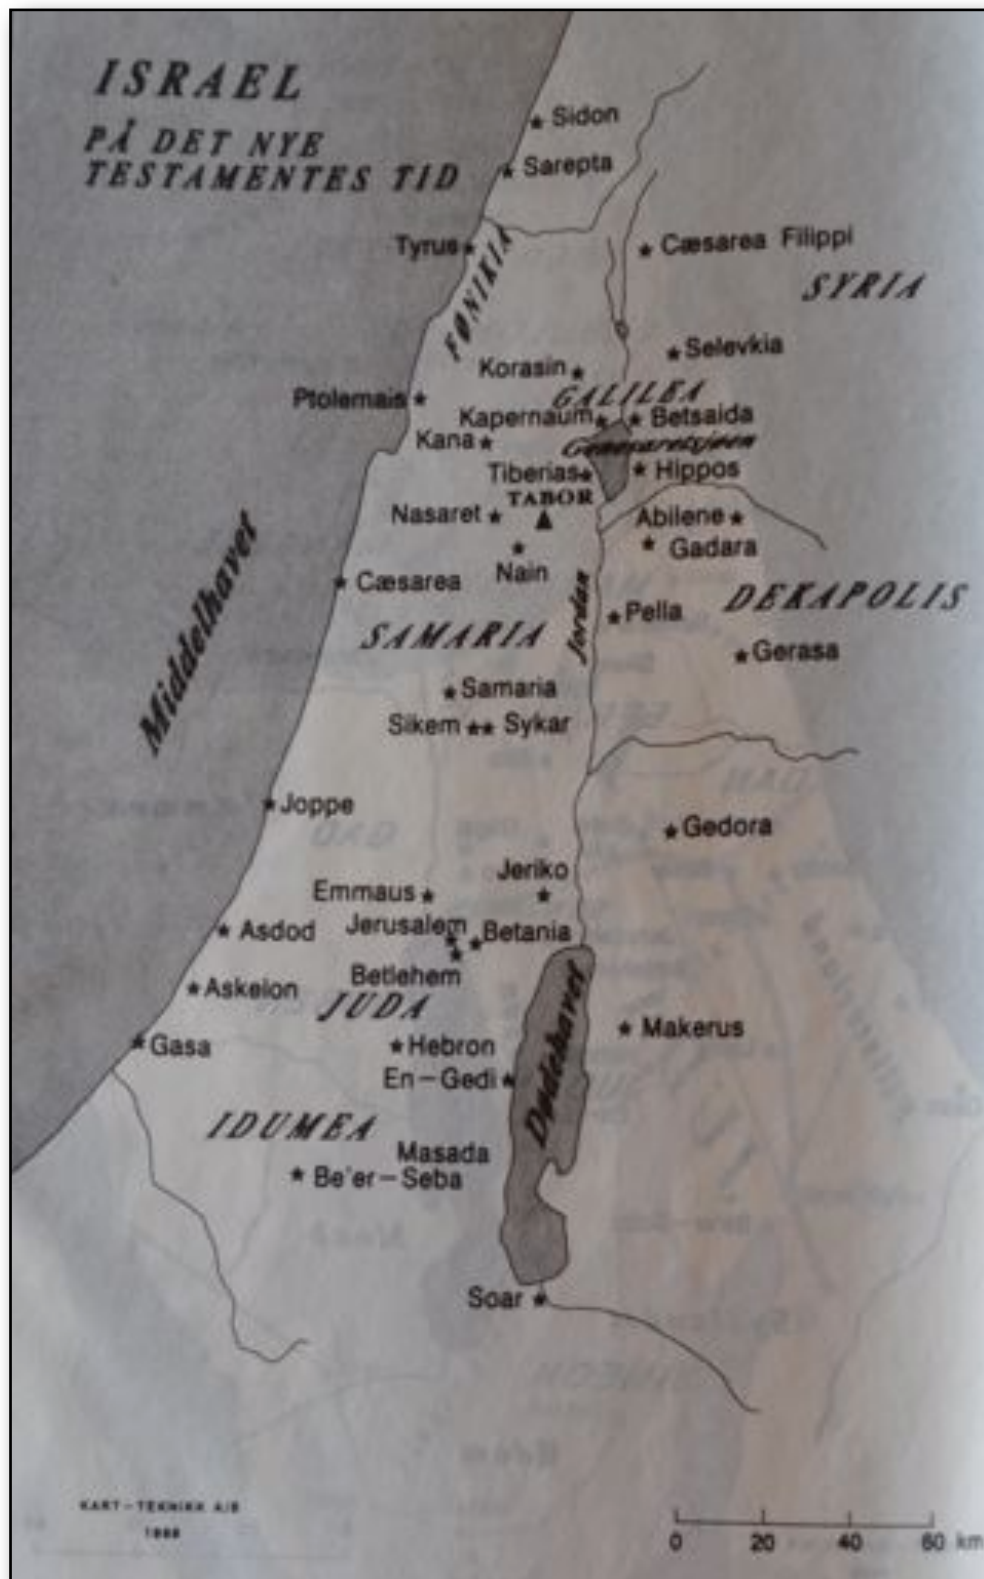 ISRAEL
PÅ DET NYE
TESTAMENTES TID
Sidon
Sarepta
Tyrus
FØNIKIA
Cæsarea Filippi
SYRIA
Selevkia
Korasin
GALILEA
Ptolemais
Kapernaum
Betsaida
Kana
Genesaretsjøen
Tiberias
Hippos
TABOR
Nasaret
Abilene
Gadara
Nain
Cæsarea
Jordan
DEKAPOLIS
Pella
SAMARIA
Gerasa
Middelhavet
Samaria
Sikem
Sykar
Joppe
Gedora
Jeriko
Emmaus
Jerusalem
Betania
Asdod
Betlehem
Askelon
JUDA
Dødehavet
Makerus
Gasa
Hebron
En-Gedi
IDUMEA
Masada
Be'er-Seba
Soar
KART-TEKNIKK A/S
0 20 40 60 km